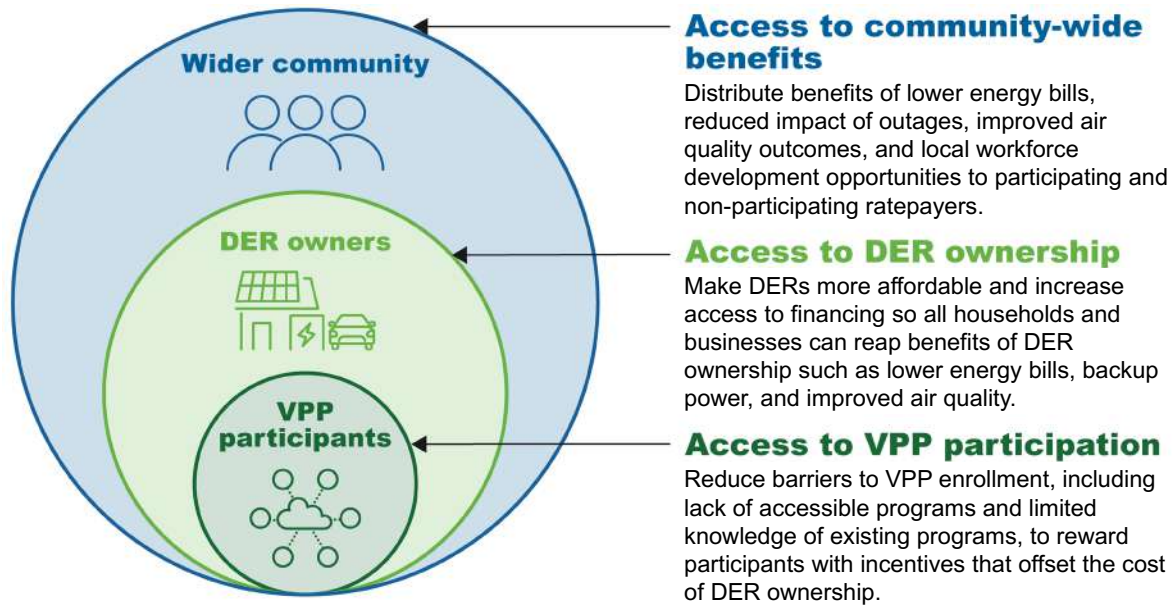 Wider community
DER owners
VPP
participants
Access to community-wide
benefits
Distribute benefits of lower energy bills,
reduced impact of outages, improved air
quality outcomes, and local workforce
development opportunities to participating and
non-participating ratepayers.
Access to DER ownership
Make DERs more affordable and increase
access to financing so all households and
businesses can reap benefits of DER
ownership such as lower energy bills, backup
power, and improved air quality.
Access to VPP participation
Reduce barriers to VPP enrollment, including
lack of accessible programs and limited
knowledge of existing programs, to reward
participants with incentives that offset the cost
of DER ownership.